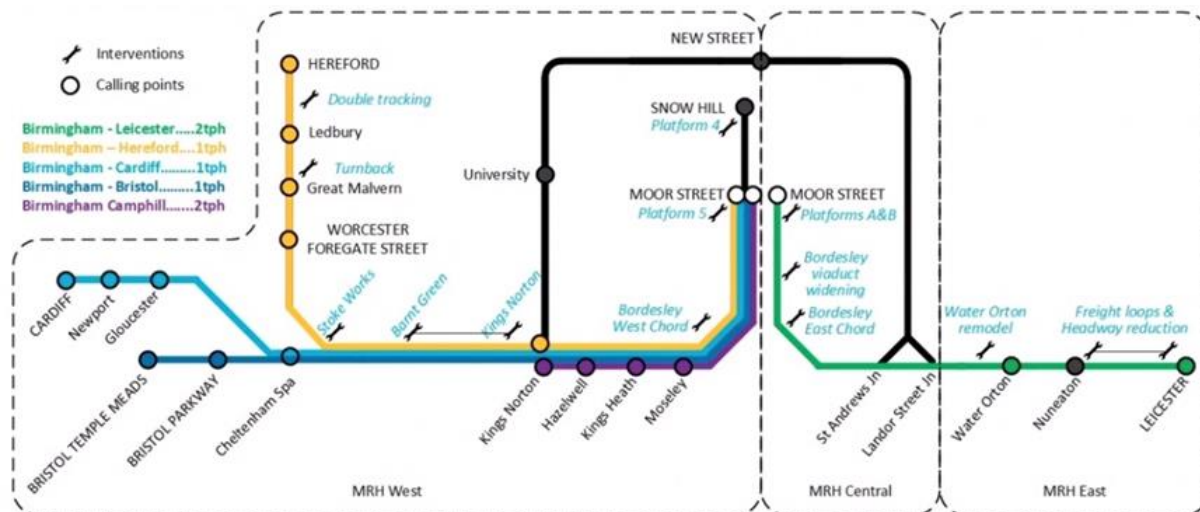 Interventions
Calling points
Birmingham - Leicester.....2tph
Birmingham – Hereford....1tph
Birmingham - Cardiff.........1tph
Birmingham - Bristol.........1tph
Birmingham Camphill.......2tph
HEREFORD
Double tracking
Ledbury
Turnback
Great Malvern
WORCESTER
FOREGATE STREET
NEW STREET
SNOW HILL
Platform 4
University
MOOR STREET
Platform 5
MOOR STREET
Platforms A&B
Bordesley
viaduct
widening
Bordesley
East Chord
Bordesley
West Chord
Stoke Works
Barnt Green
Kings Norton
Water Orton
remodel
Freight loops &
Headway reduction
CARDIFF
Newport
Gloucester
BRISTOL TEMPLE MEADS
BRISTOL PARKWAY
Cheltenham Spa
Kings Norton
Hazelwell
Kings Heath
Moseley
St Andrews Jn
Landor Street Jn
Water Orton
Nuneaton
LEICESTER
MRH West
MRH Central
MRH East